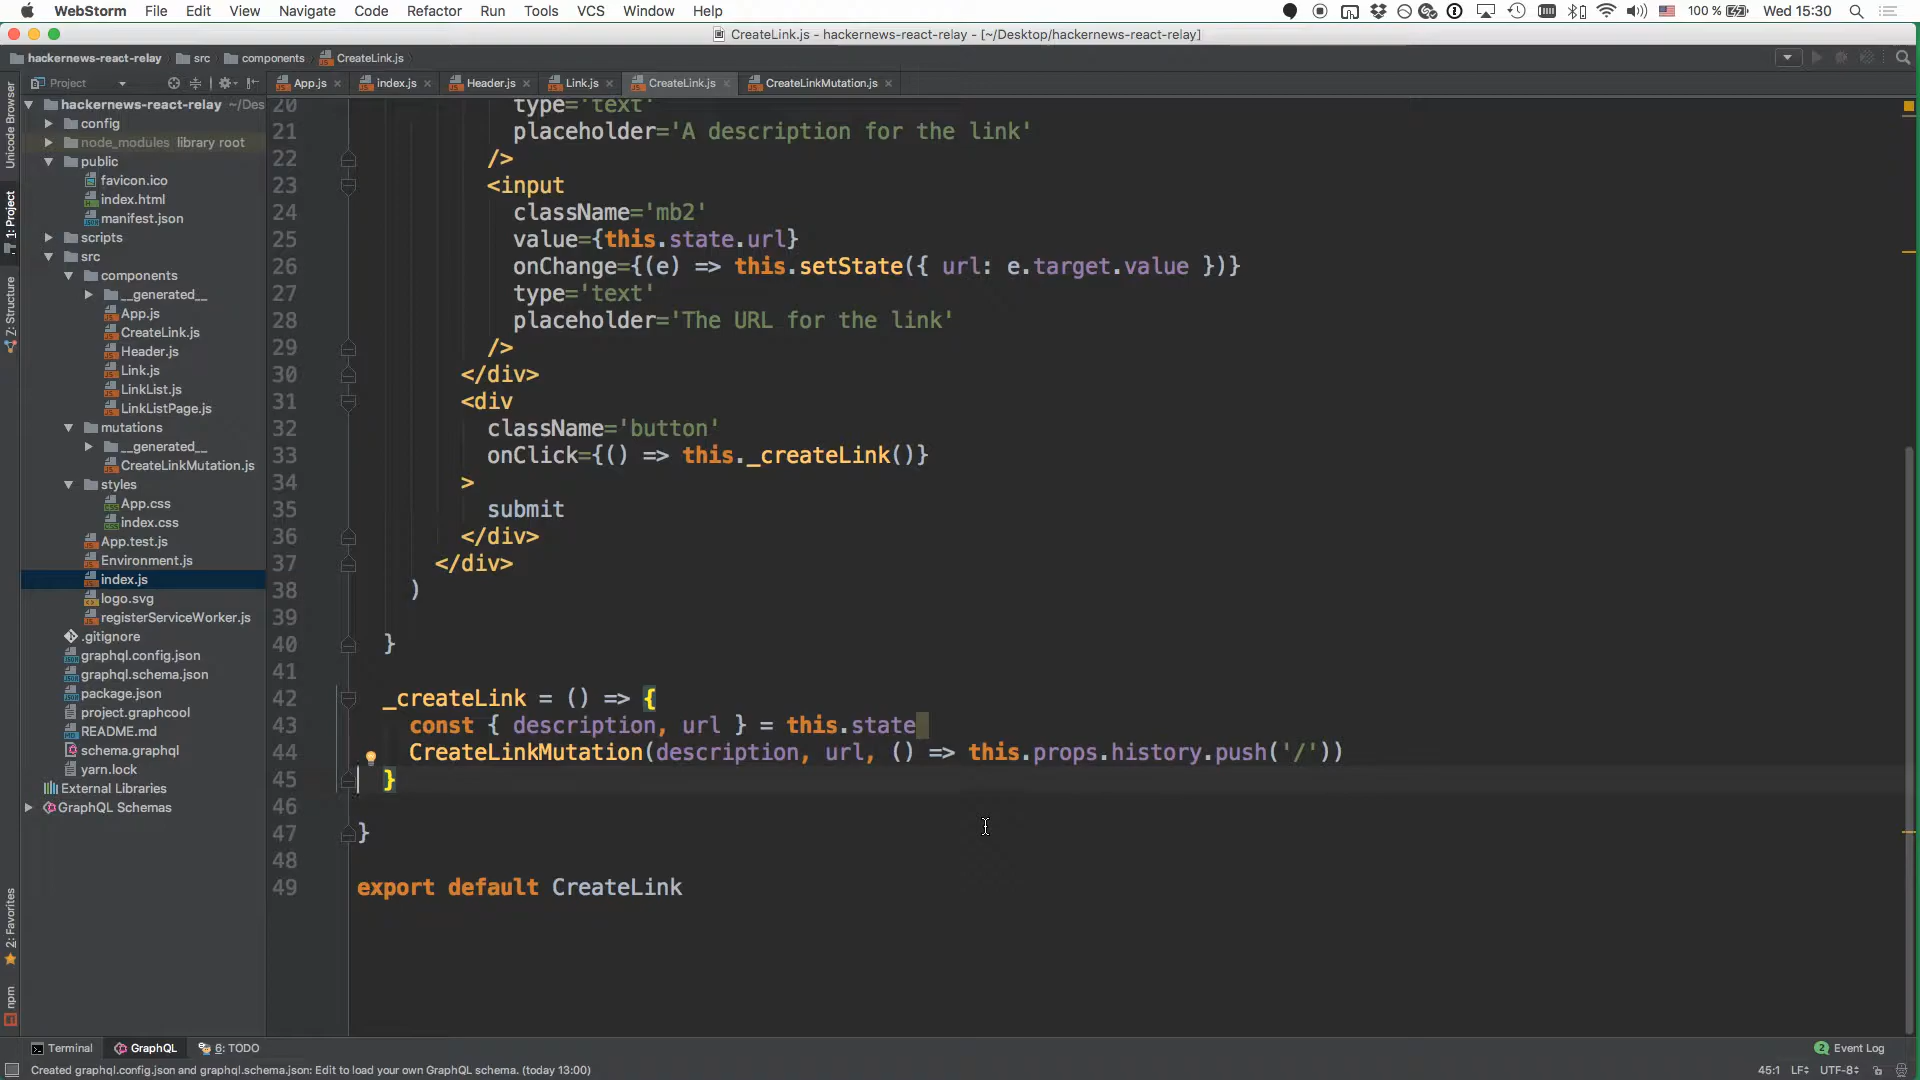 WebStorm File Edit View Navigate Code Refactor Run Tools VCS Window Help 100 % Wed 15:30
CreateLink.js - hackernews-react-relay - [~/Desktop/hackernews-react-relay]
hackernews-react-relay src components CreateLink.js
Project App.js index.js Header.js Link.js CreateLink.js CreateLinkMutation.js
Unicode Browser
1: Project
7: Structure
2: Favorites
npm
hackernews-react-relay ~/Des
config
node_modules library root
public
favicon.ico
index.html
manifest.json
scripts
src
components
__generated__
App.js
CreateLink.js
Header.js
Link.js
LinkList.js
LinkListPage.js
mutations
__generated__
CreateLinkMutation.js
styles
App.css
index.css
App.test.js
Environment.js
index.js
logo.svg
registerServiceWorker.js
.gitignore
graphql.config.json
graphql.schema.json
package.json
project.graphcool
README.md
schema.graphql
yarn.lock
External Libraries
GraphQL Schemas
20 type='text'
21 placeholder='A description for the link'
22 />
23 <input
24 className='mb2'
25 value={this.state.url}
26 onChange={(e) => this.setState({ url: e.target.value })}
27 type='text'
28 placeholder='The URL for the link'
29 />
30 </div>
31 <div
32 className='button'
33 onClick={() => this._createLink()}
34 >
35 submit
36 </div>
37 </div>
38 )
39
40 }
41
42 _createLink = () => {
43 const { description, url } = this.state
44 CreateLinkMutation(description, url, () => this.props.history.push('/'))
45 }
46
47 }
48
49 export default CreateLink
Terminal GraphQL 6: TODO 2 Event Log
Created graphql.config.json and graphql.schema.json: Edit to load your own GraphQL schema. (today 13:00) 45:1 LF UTF-8